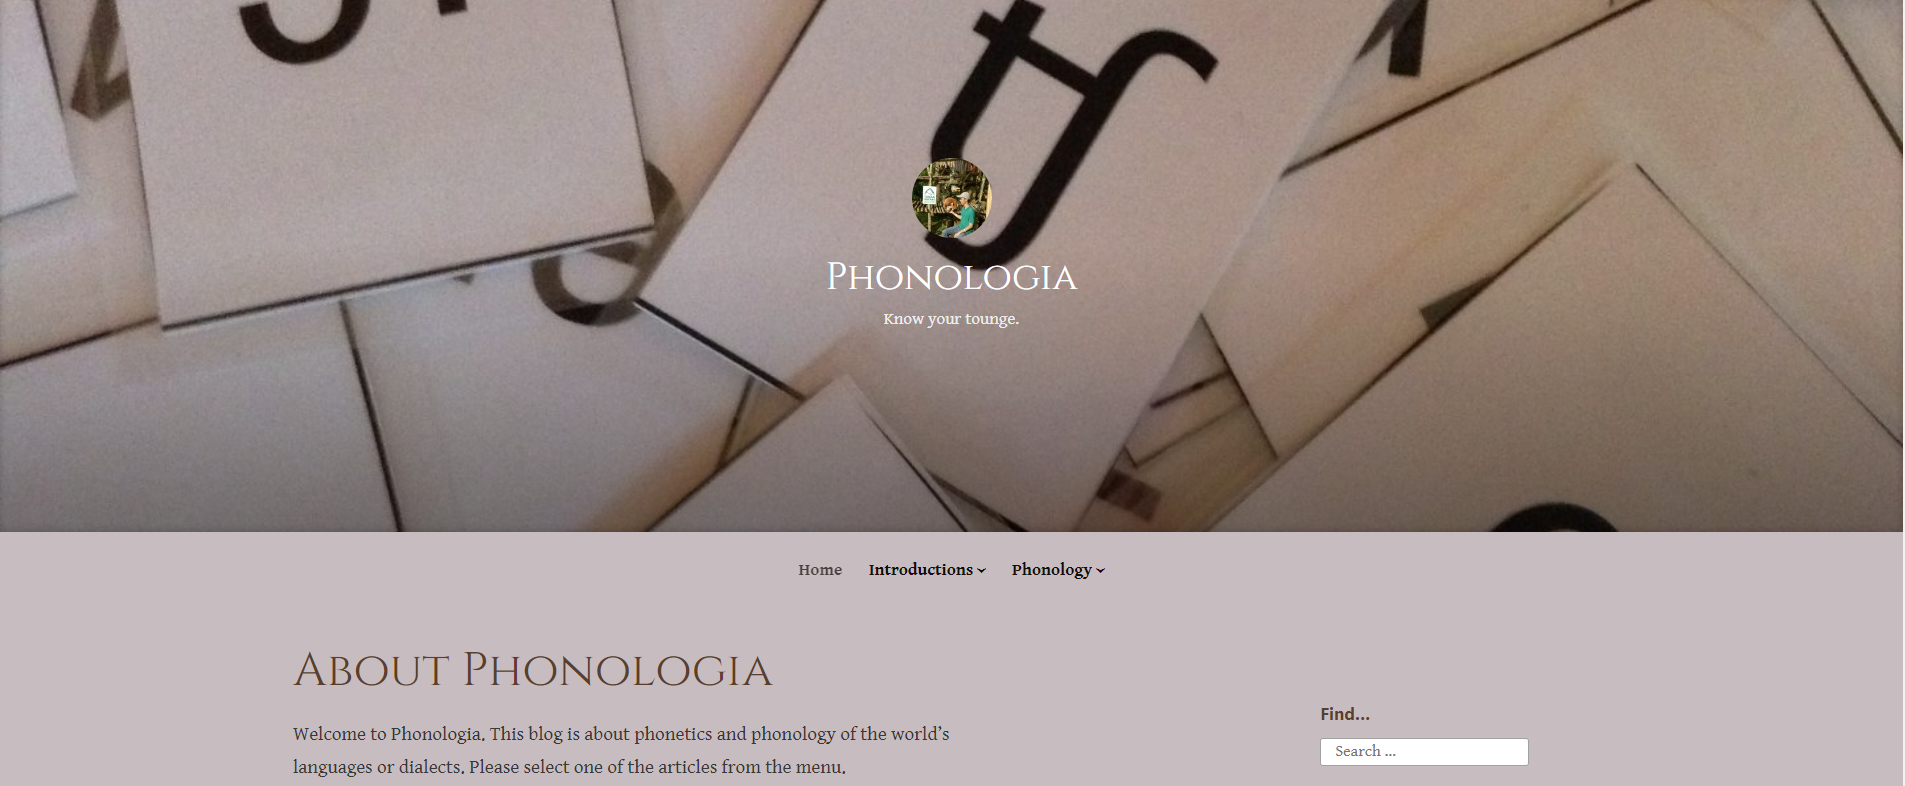 ʧ
Phonologia
Know your tounge.
Home Introductions Phonology
About Phonologia
Welcome to Phonologia. This blog is about phonetics and phonology of the world’s
languages or dialects. Please select one of the articles from the menu.
Find...
Search ...